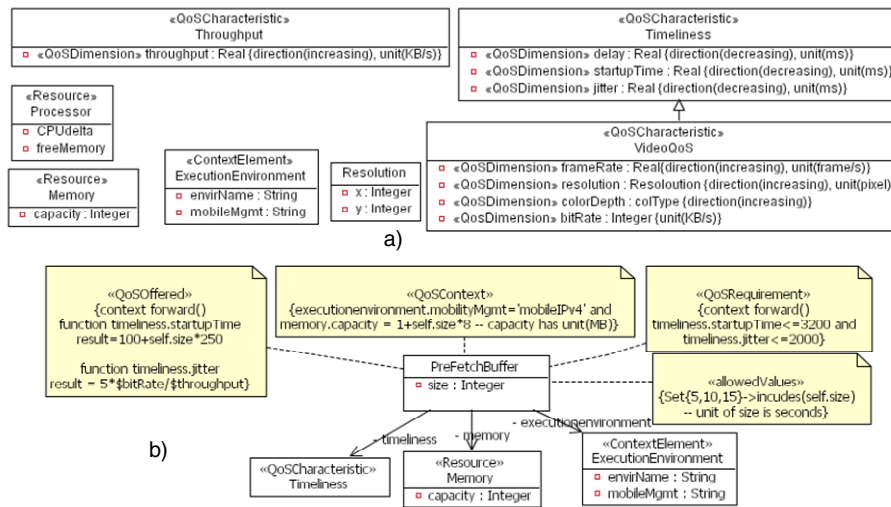 «QoSCharacteristic»
Throughput
«QoSDimension» throughput : Real {direction(increasing), unit(KB/s)}
«QoSCharacteristic»
Timeliness
«QoSDimension» delay : Real {direction(decreasing), unit(ms)}
«QoSDimension» startupTime : Real {direction(decreasing), unit(ms)}
«QoSDimension» jitter : Real {direction(decreasing), unit(ms)}
«Resource»
Processor
CPUdelta
freeMemory
«Resource»
Memory
capacity : Integer
«ContextElement»
ExecutionEnvironment
envirName : String
mobileMgmt : String
Resolution
x : Integer
y : Integer
«QoSCharacteristic»
VideoQoS
«QoSDimension» frameRate : Real{direction(increasing), unit(frame/s)}
«QoSDimension» resolution : Resoloution {direction(increasing), unit(pixel)}
«QoSDimension» colorDepth : colType {direction(increasing)}
«QosDimension» bitRate : Integer {unit(KB/s)}
a)
«QoSOffered»
{context forward()
function timeliness.startupTime
result=100+self.size*250
function timeliness.jitter
result = 5*$bitRate/$throughput}
«QoSContext»
{executionenvironment.mobilityMgmt='mobileIPv4' and
memory.capacity = 1+self.size*8 -- capacity has unit(MB)}
«QoSRequirement»
{context forward()
timeliness.startupTime<=3200 and
timeliness.jitter<=2000}
PreFetchBuffer
size : Integer
«allowedValues»
{Set{5,10,15}->incudes(self.size)
-- unit of size is seconds}
b)
- timeliness
- memory
- executionenvironment
«QoSCharacteristic»
Timeliness
«Resource»
Memory
capacity : Integer
«ContextElement»
ExecutionEnvironment
envirName : String
mobileMgmt : String